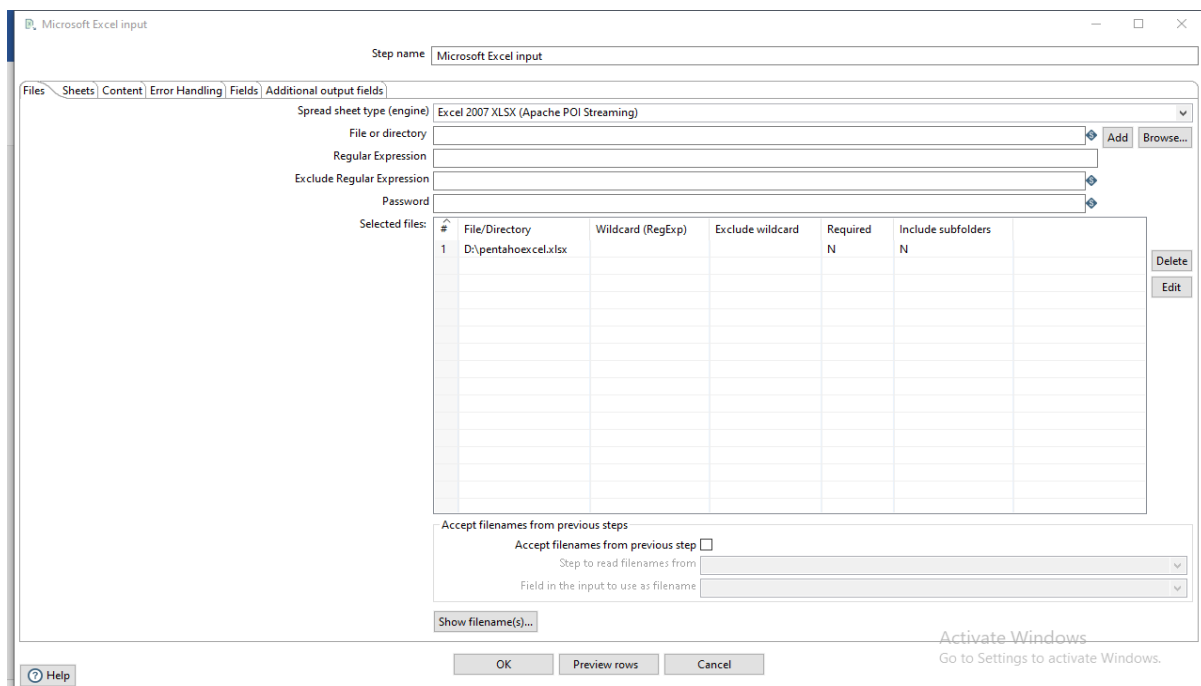 Microsoft Excel input
Step name Microsoft Excel input
Files Sheets Content Error Handling Fields Additional output fields
Spread sheet type (engine) Excel 2007 XLSX (Apache POI Streaming)
File or directory Add Browse...
Regular Expression
Exclude Regular Expression
Password
Selected files: # File/Directory Wildcard (RegExp) Exclude wildcard Required Include subfolders
1 D:\pentahoexcel.xlsx N N
Delete
Edit
Accept filenames from previous steps
Accept filenames from previous step
Step to read filenames from
Field in the input to use as filename
Show filename(s)...
Activate Windows
Go to Settings to activate Windows.
OK Preview rows Cancel
Help